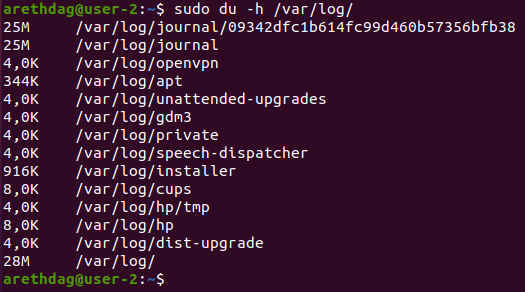 arethdag@user-2:~$ sudo du -h /var/log/
25M /var/log/journal/09342dfc1b614fc99d460b57356bfb38
25M /var/log/journal
4,0K /var/log/openvpn
344K /var/log/apt
4,0K /var/log/unattended-upgrades
4,0K /var/log/gdm3
4,0K /var/log/private
4,0K /var/log/speech-dispatcher
916K /var/log/installer
8,0K /var/log/cups
4,0K /var/log/hp/tmp
8,0K /var/log/hp
4,0K /var/log/dist-upgrade
28M /var/log/
arethdag@user-2:~$